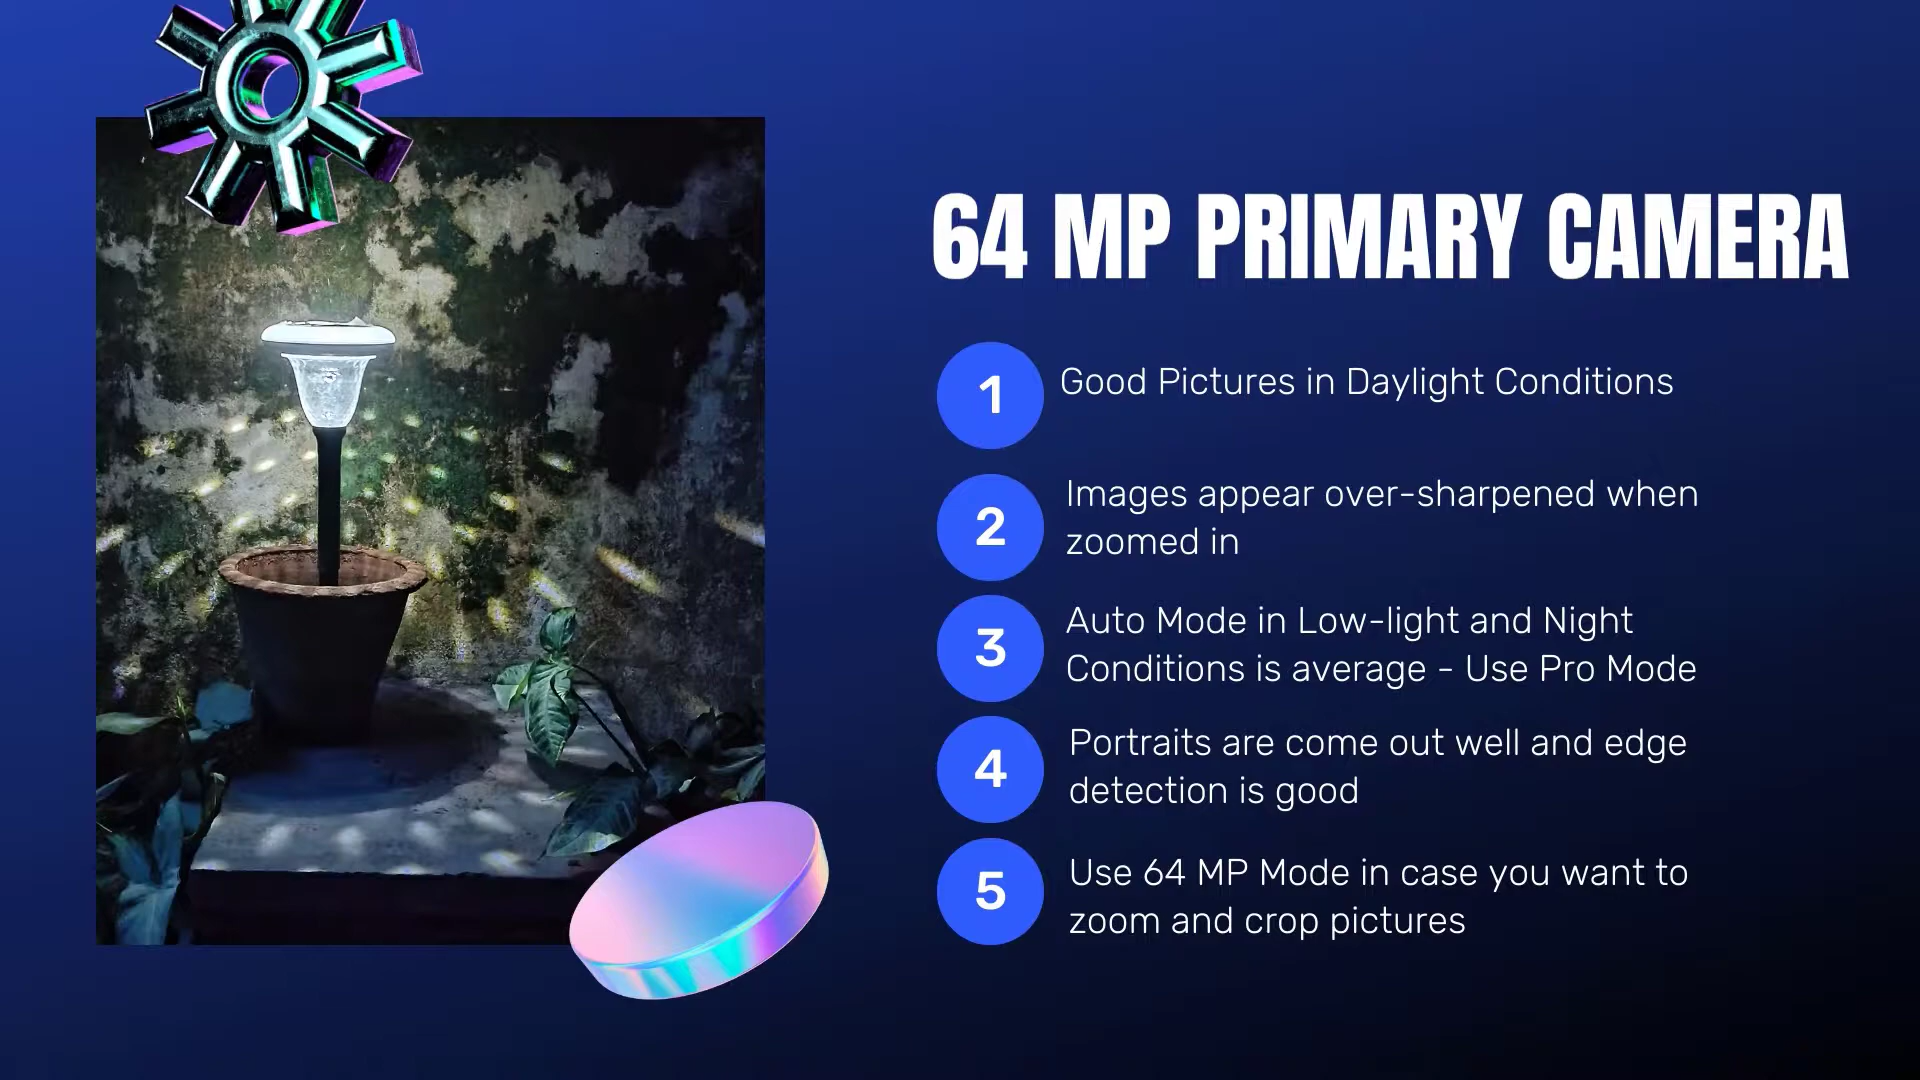 64 MP PRIMARY CAMERA
1
Good Pictures in Daylight Conditions
2
Images appear over-sharpened when
zoomed in
3
Auto Mode in Low-light and Night
Conditions is average - Use Pro Mode
4
Portraits are come out well and edge
detection is good
5
Use 64 MP Mode in case you want to
zoom and crop pictures